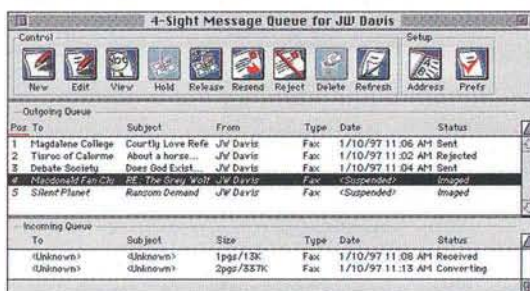 4-Sight Message Queue for JW Davis
Control Setup
New Edit View Hold Release Resend Reject Delete Refresh Address Prefs
Outgoing Queue
Pos To Subject From Type Date Status
1 Magdalene College Courtly Love Refe JW Davis Fax 1/10/97 11:06 AM Sent
2 Tisroc of Calorme About a horse... JW Davis Fax 1/10/97 11:02 AM Rejected
3 Debate Society Does God Exist... JW Davis Fax 1/10/97 11:04 AM Sent
4 Macdonald Fan Clu RE: The Grey Wolf JW Davis Fax <Suspended> Imaged
5 Silent Planet Ransom Demand JW Davis Fax <Suspended> Imaged
Incoming Queue
To Subject Size Type Date Status
<Unknown> <Unknown> 1pgs/13K Fax 1/10/97 11:08 AM Received
<Unknown> <Unknown> 2pgs/337K Fax 1/10/97 11:13 AM Converting